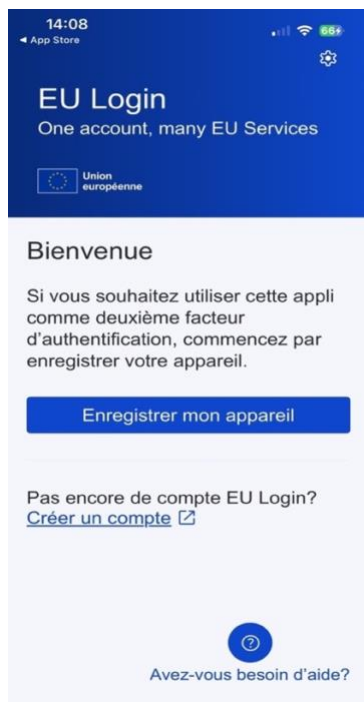 14:08
◀ App Store
66
EU Login
One account, many EU Services
Union
européenne
Bienvenue
Si vous souhaitez utiliser cette appli
comme deuxième facteur
d'authentification, commencez par
enregistrer votre appareil.
Enregistrer mon appareil
Pas encore de compte EU Login?
Créer un compte
Avez-vous besoin d'aide?